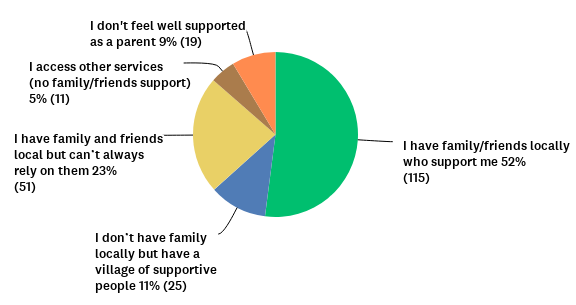 I don't feel well supported
as a parent 9% (19)
I access other services
(no family/friends support)
5% (11)
I have family and friends
local but can't always
rely on them 23%
(51)
I have family/friends locally
who support me 52%
(115)
I don't have family
locally but have a
village of supportive
people 11% (25)